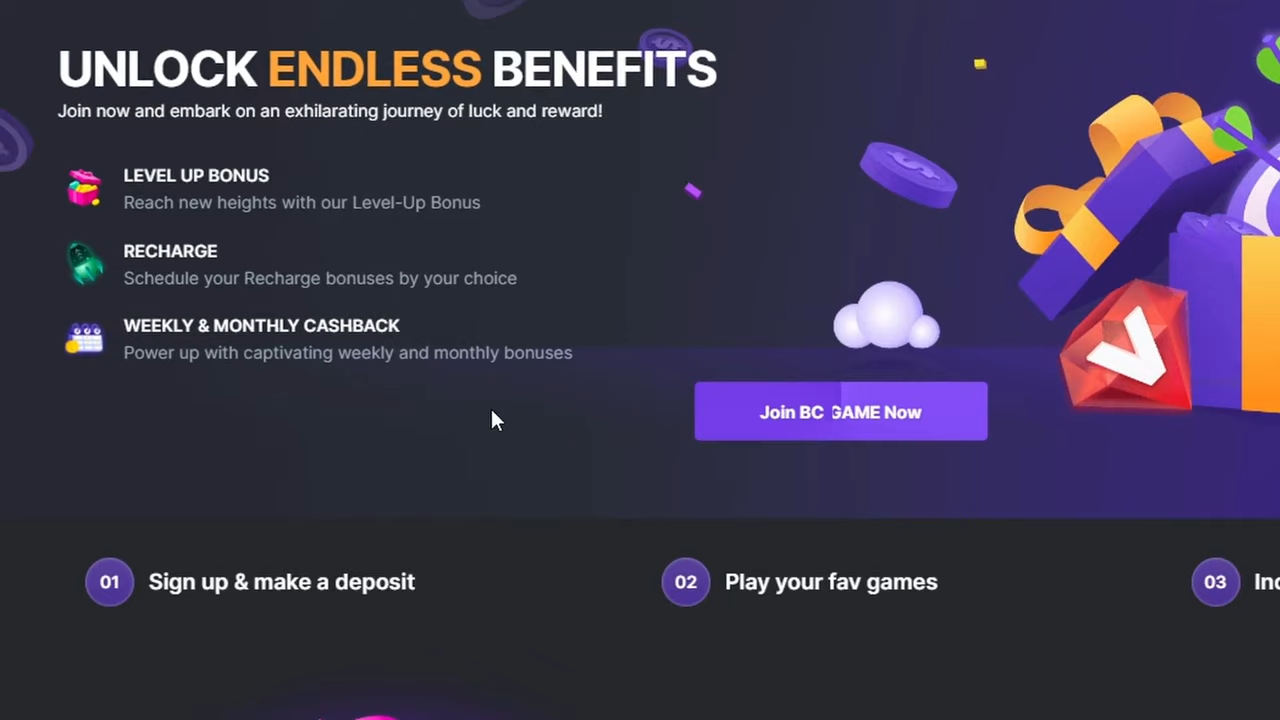 UNLOCK ENDLESS BENEFITS
Join now and embark on an exhilarating journey of luck and reward!
LEVEL UP BONUS
Reach new heights with our Level-Up Bonus
RECHARGE
Schedule your Recharge bonuses by your choice
WEEKLY & MONTHLY CASHBACK
Power up with captivating weekly and monthly bonuses
Join BC GAME Now
01 Sign up & make a deposit
02 Play your fav games
03